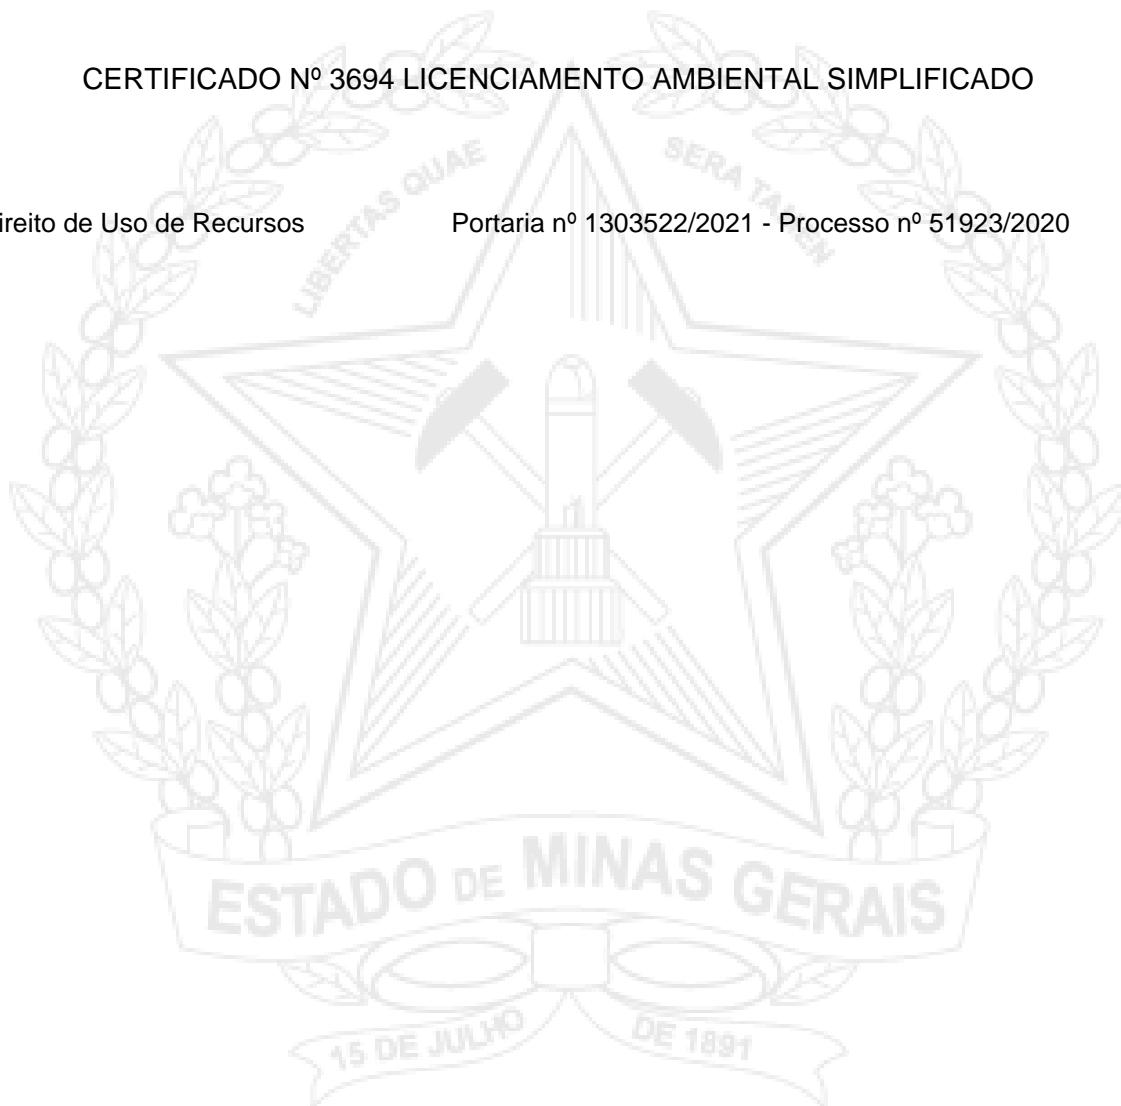 CERTIFICADO Nº 3694 LICENCIAMENTO AMBIENTAL SIMPLIFICADO
ireito de Uso de Recursos Portaria nº 1303522/2021 - Processo nº 51923/2020
LIBERTAS QUAE SERA TAMEN
ESTADO DE MINAS GERAIS
15 DE JULHO DE 1891